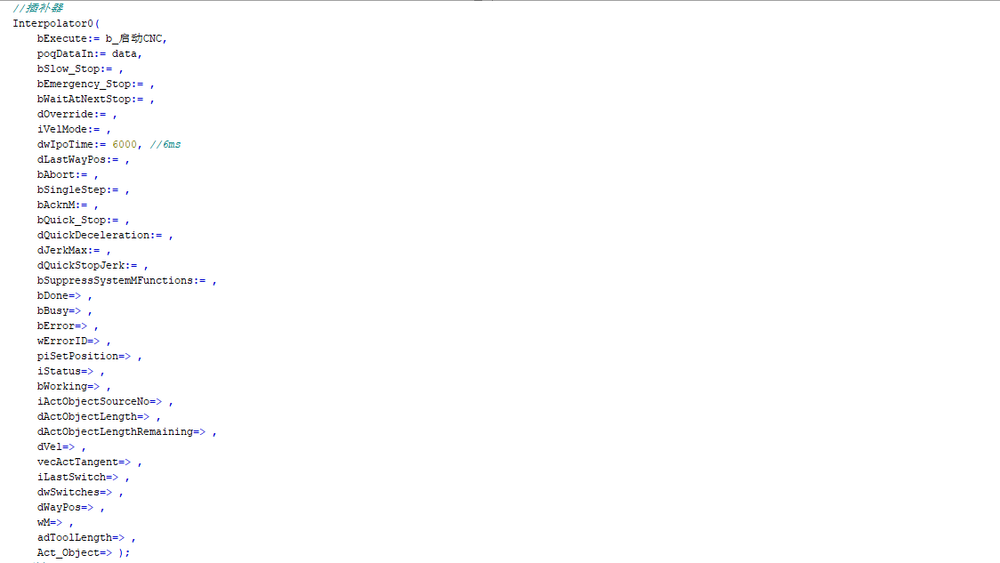 //插补器
Interpolator0(
bExecute:= b_启动CNC,
poqDataIn:= data,
bSlow_Stop:= ,
bEmergency_Stop:= ,
bWaitAtNextStop:= ,
dOverride:= ,
iVelMode:= ,
dwIpoTime:= 6000, //6ms
dLastWayPos:= ,
bAbort:= ,
bSingleStep:= ,
bAcknM:= ,
bQuick_Stop:= ,
dQuickDeceleration:= ,
dJerkMax:= ,
dQuickStopJerk:= ,
bSuppressSystemMFunctions:= ,
bDone=> ,
bBusy=> ,
bError=> ,
wErrorID=> ,
piSetPosition=> ,
iStatus=> ,
bWorking=> ,
iActObjectSourceNo=> ,
dActObjectLength=> ,
dActObjectLengthRemaining=> ,
dVel=> ,
vecActTangent=> ,
iLastSwitch=> ,
dwSwitches=> ,
dWayPos=> ,
wM=> ,
adToolLength=> ,
Act_Object=> );